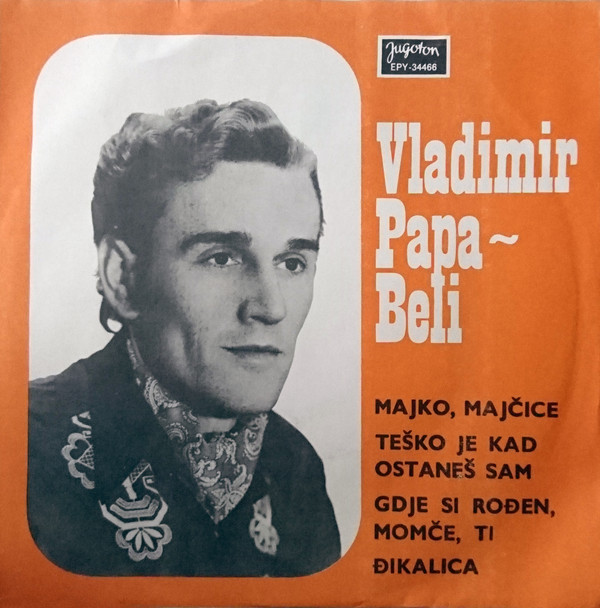 Jugoton
EPY-34466
Vladimir
Papa~
Beli
MAJKO, MAJČICE
TEŠKO JE KAD
OSTANEŠ SAM
GDJE SI ROĐEN,
MOMČE, TI
ĐIKALICA